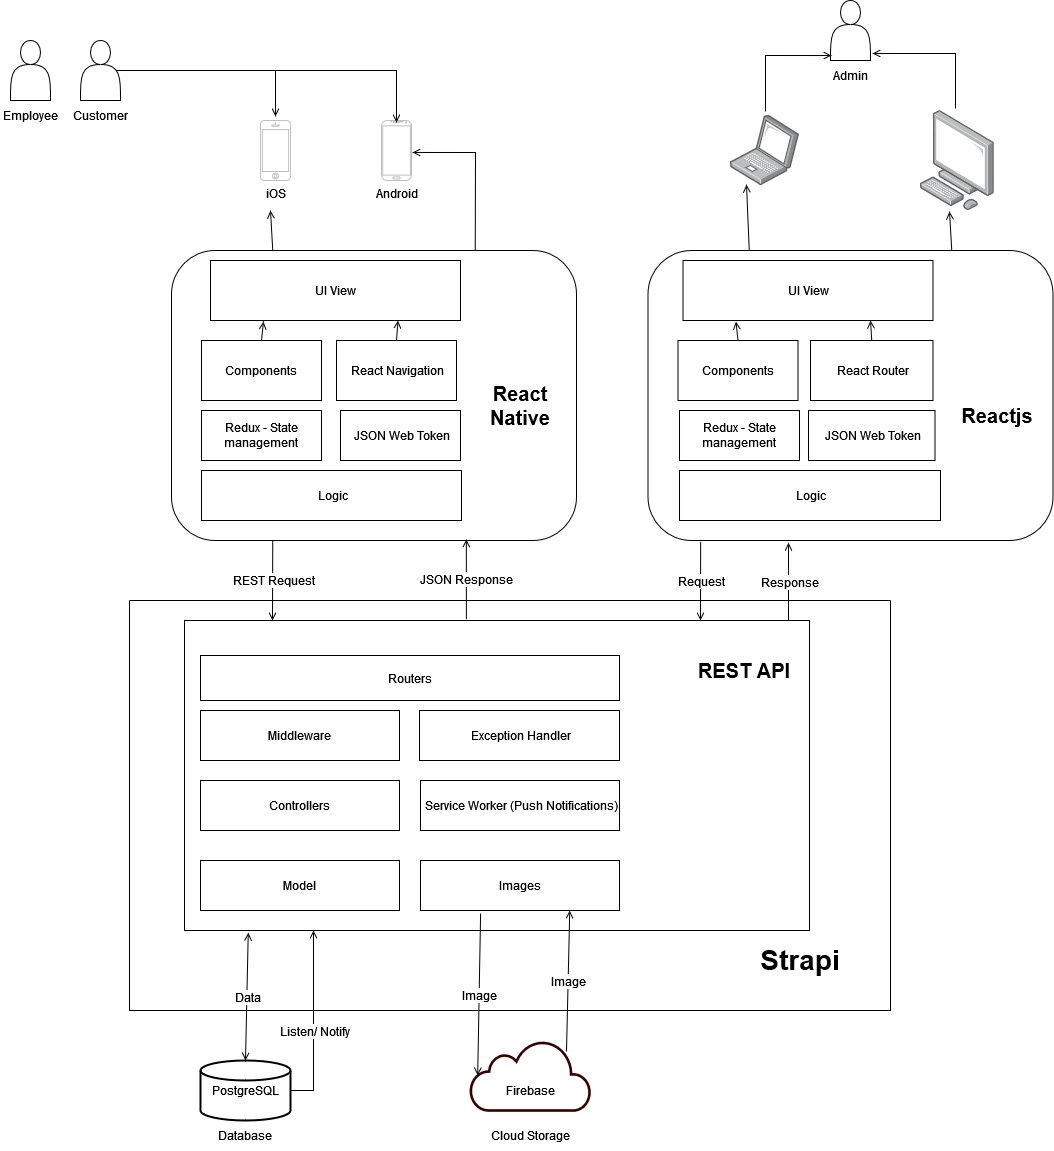 Admin
Employee
Customer
iOS
Android
UI View
Components
React Navigation
Redux - State
management
JSON Web Token
Logic
React
Native
UI View
Components
React Router
Redux - State
management
JSON Web Token
Logic
Reactjs
REST Request
JSON Response
Request
Response
REST API
Routers
Middleware
Exception Handler
Controllers
Service Worker (Push Notifications)
Model
Images
Strapi
Data
Listen/ Notify
Image
Image
PostgreSQL
Database
Firebase
Cloud Storage